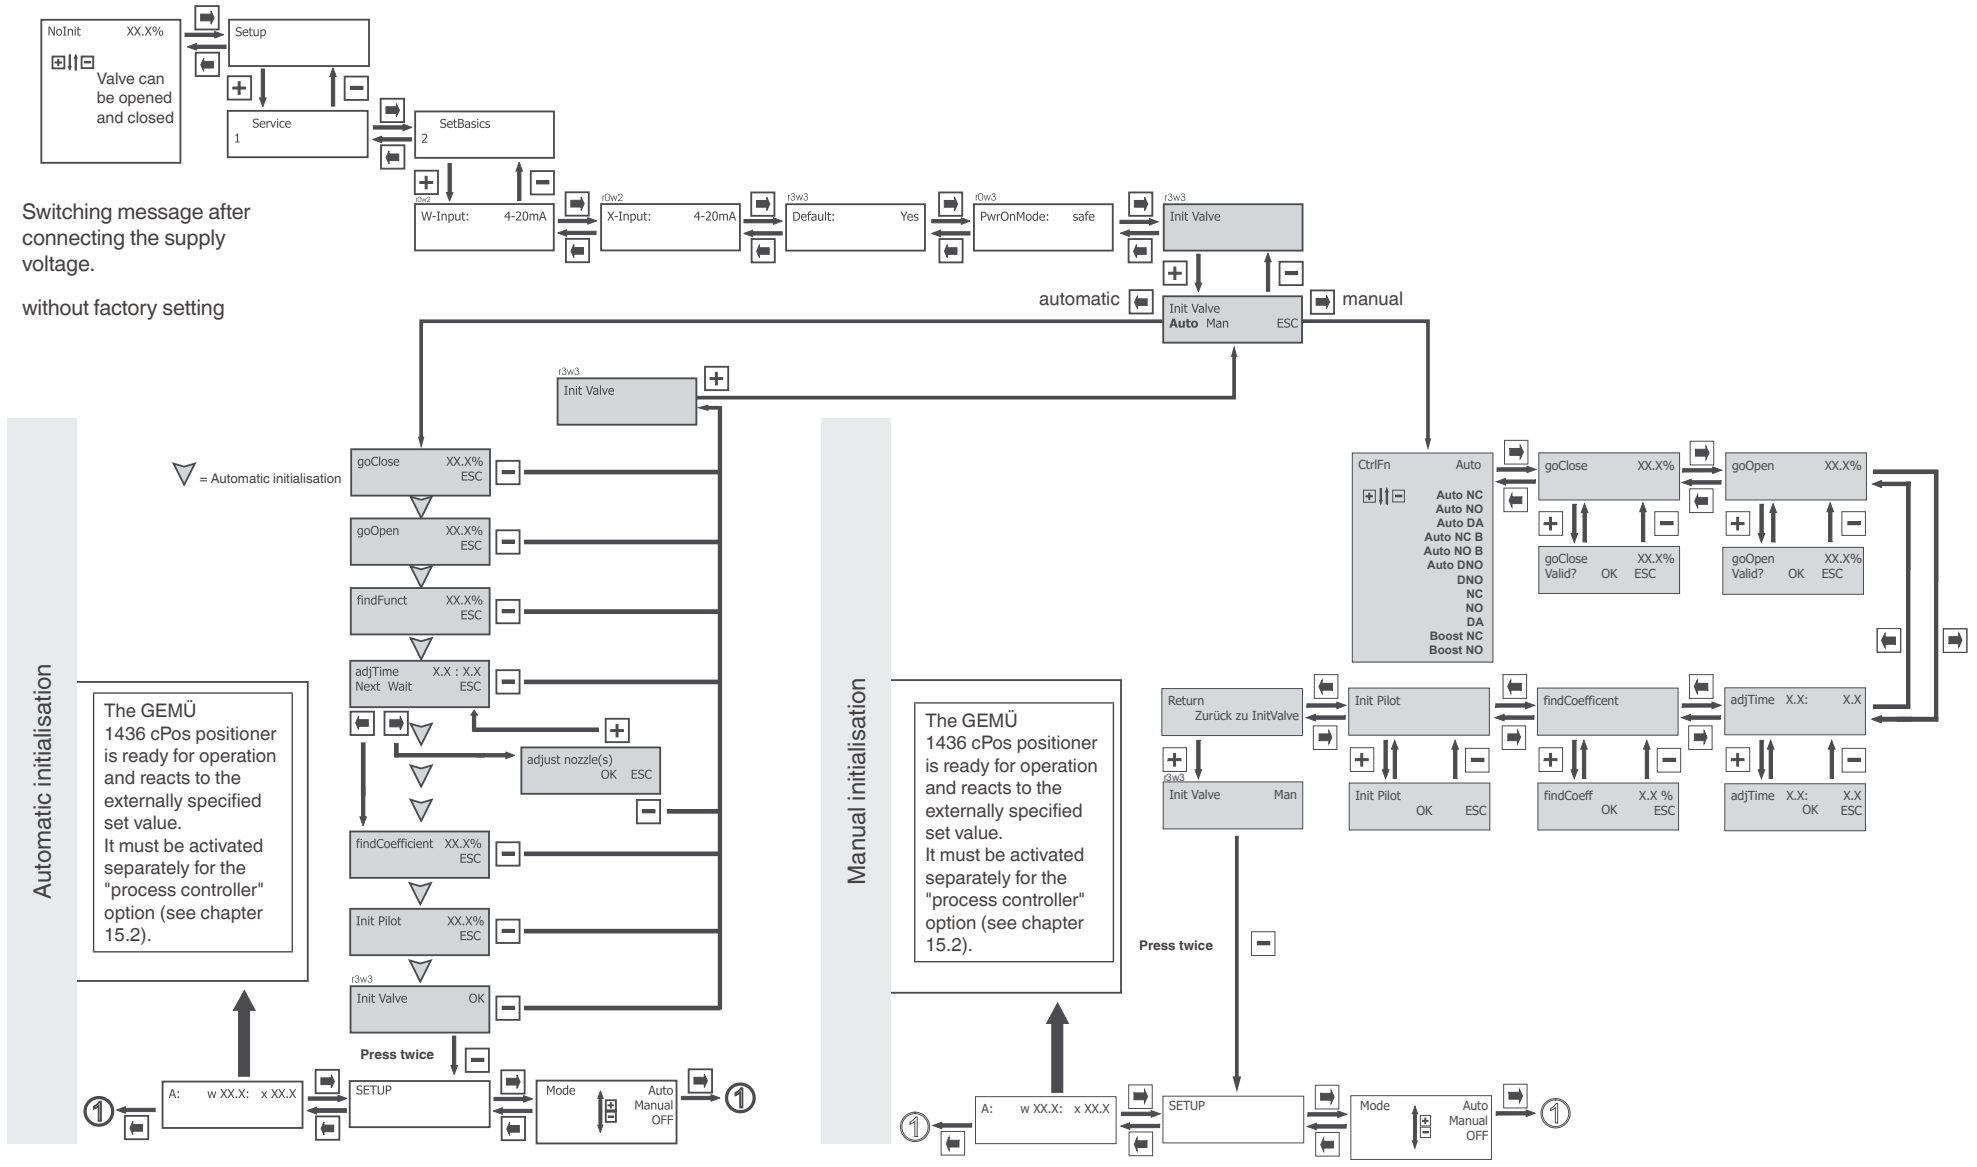 NoInit XX.X%
Valve can
be opened
and closed
Setup
Service
1
SetBasics
2
Switching message after
connecting the supply
voltage.
without factory setting
r0w2
W-Input: 4-20mA
r0w2
X-Input: 4-20mA
r3w3
Default: Yes
r0w3
PwrOnMode: safe
r3w3
Init Valve
automatic
Init Valve
Auto Man ESC
manual
r3w3
Init Valve
Automatic initialisation
= Automatic initialisation
goClose XX.X%
ESC
goOpen XX.X%
ESC
findFunct XX.X%
ESC
adjTime X.X : X.X
Next Wait ESC
adjust nozzle(s)
OK ESC
findCoefficient XX.X%
ESC
Init Pilot XX.X%
ESC
r3w3
Init Valve OK
Press twice
The GEMÜ
1436 cPos positioner
is ready for operation
and reacts to the
externally specified
set value.
It must be activated
separately for the
"process controller"
option (see chapter
15.2).
1
A: w XX.X: x XX.X
SETUP
Mode Auto
Manual
OFF
1
Manual initialisation
CtrlFn Auto
Auto NC
Auto NO
Auto DA
Auto NC B
Auto NO B
Auto DNO
DNO
NC
NO
DA
Boost NC
Boost NO
goClose XX.X%
goOpen XX.X%
goClose XX.X%
Valid? OK ESC
goOpen XX.X%
Valid? OK ESC
Return
Zurück zu InitValve
Init Pilot
findCoefficent
adjTime X.X: X.X
r3w3
Init Valve Man
Init Pilot
OK ESC
findCoeff X.X %
OK ESC
adjTime X.X: X.X
OK ESC
The GEMÜ
1436 cPos positioner
is ready for operation
and reacts to the
externally specified
set value.
It must be activated
separately for the
"process controller"
option (see chapter
15.2).
Press twice
1
A: w XX.X: x XX.X
SETUP
Mode Auto
Manual
OFF
1